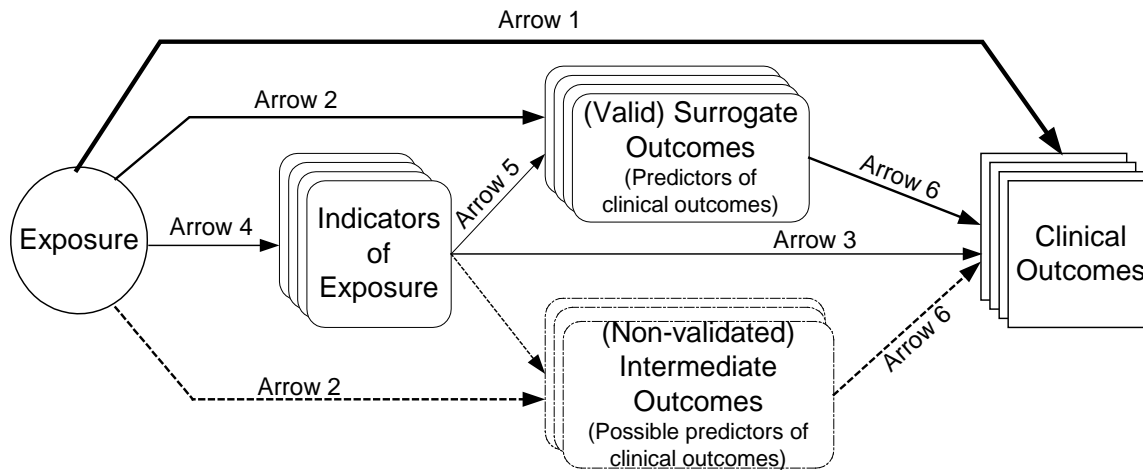 Arrow 1
Arrow 2
(Valid) Surrogate
Outcomes
(Predictors of
clinical outcomes)
Arrow 5
Arrow 6
Exposure
Arrow 4
Indicators
of
Exposure
Arrow 3
Clinical
Outcomes
(Non-validated)
Intermediate
Outcomes
(Possible predictors of
clinical outcomes)
Arrow 6
Arrow 2